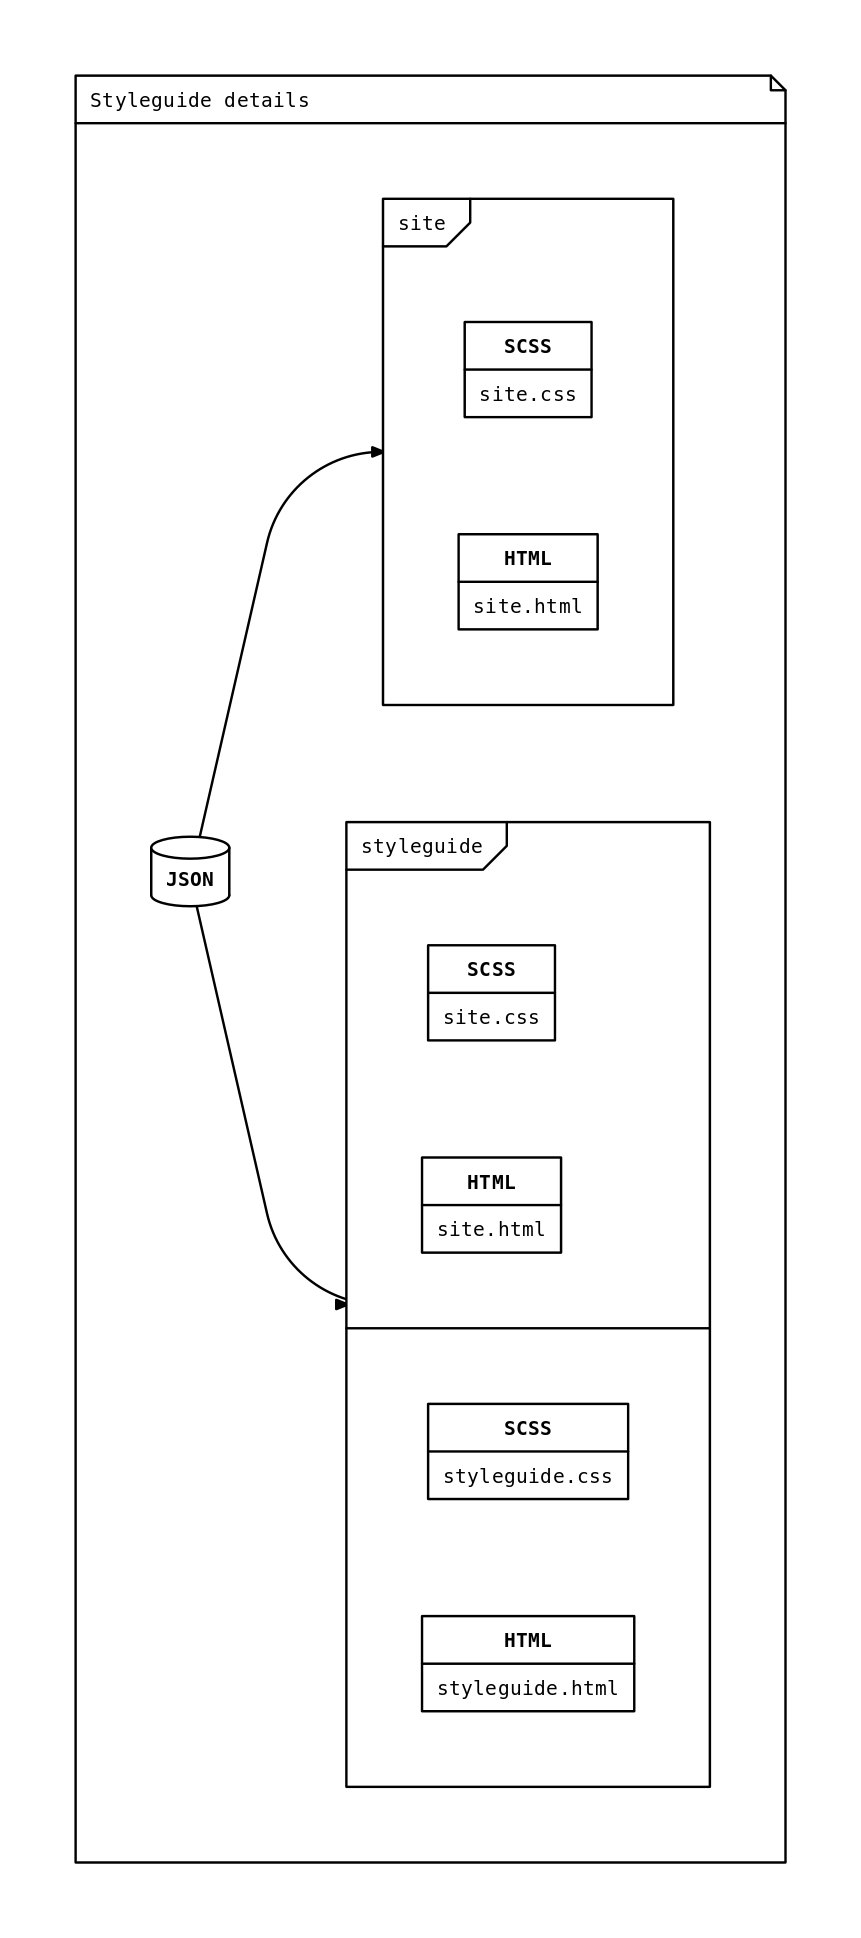 Styleguide details
site
SCSS
site.css
HTML
site.html
JSON
styleguide
SCSS
site.css
HTML
site.html
SCSS
styleguide.css
HTML
styleguide.html